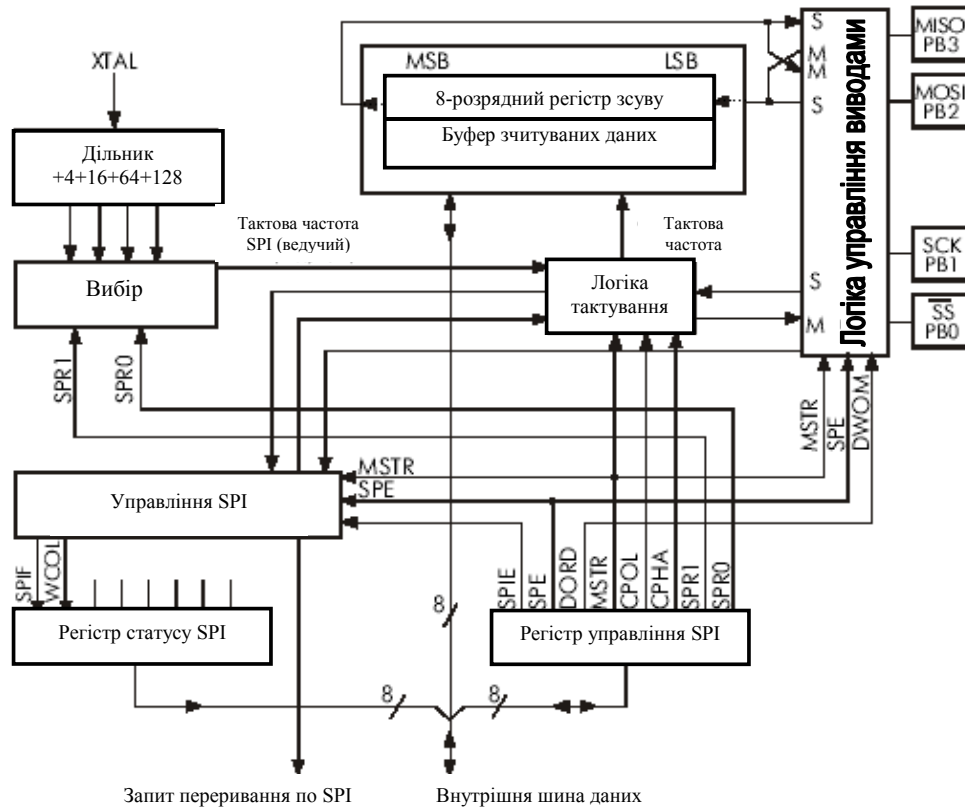 XTAL
MSB
LSB
8-розрядний регістр зсуву
Буфер зчитуваних даних
S
M
M
S
S
M
Логіка управління виводами
MISO
PB3
MOSI
PB2
SCK
PB1
SS
PB0
Дільник
+4+16+64+128
Тактова частота
SPI (ведучий)
Тактова
частота
Вибір
Логіка
тактування
SPR1
SPR0
MSTR
SPE
DWOM
MSTR
SPE
Управління SPI
SPIF
WCOL
SPIE
SPE
DORD
MSTR
CPOL
CPHA
SPR1
SPR0
8
Регістр статусу SPI
Регістр управління SPI
8
8
Запит переривання по SPI
Внутрішня шина даних